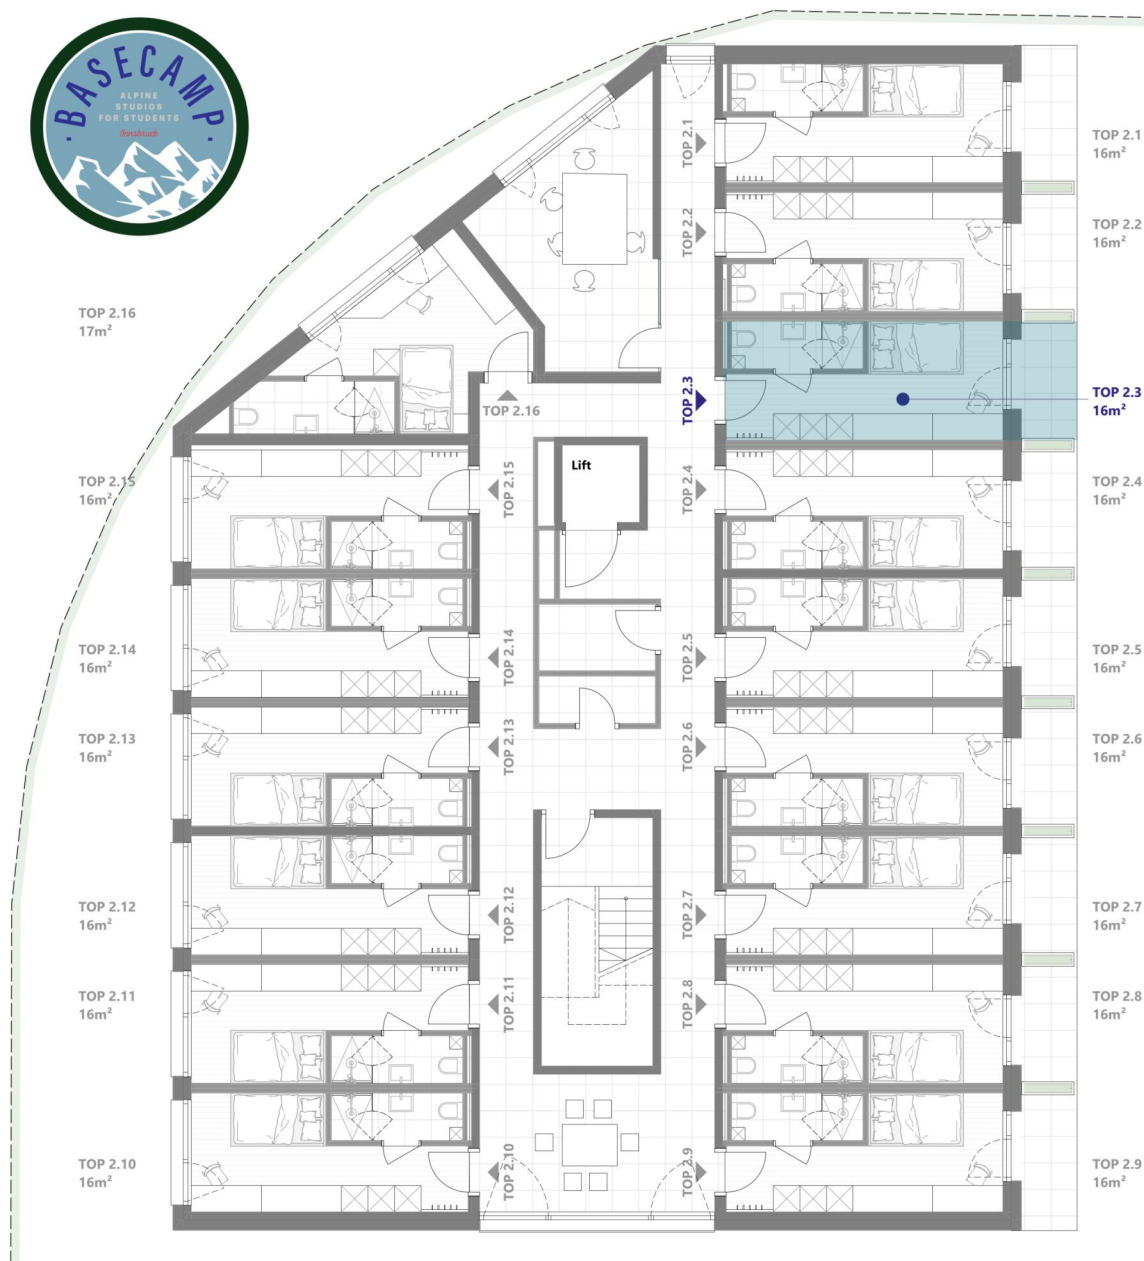 BASECAMP
ALPINE
STUDIOS
FOR STUDENTS
Innsbruck
TOP 2.1
TOP 2.1
16m²
TOP 2.2
TOP 2.2
16m²
TOP 2.16
17m²
TOP 2.16
TOP 2.3
TOP 2.3
16m²
Lift
TOP 2.15
16m²
TOP 2.15
TOP 2.4
TOP 2.4
16m²
TOP 2.14
16m²
TOP 2.14
TOP 2.5
TOP 2.5
16m²
TOP 2.13
16m²
TOP 2.13
TOP 2.6
TOP 2.6
16m²
TOP 2.12
16m²
TOP 2.12
TOP 2.7
TOP 2.7
16m²
TOP 2.11
16m²
TOP 2.11
TOP 2.8
TOP 2.8
16m²
TOP 2.10
16m²
TOP 2.10
TOP 2.9
TOP 2.9
16m²